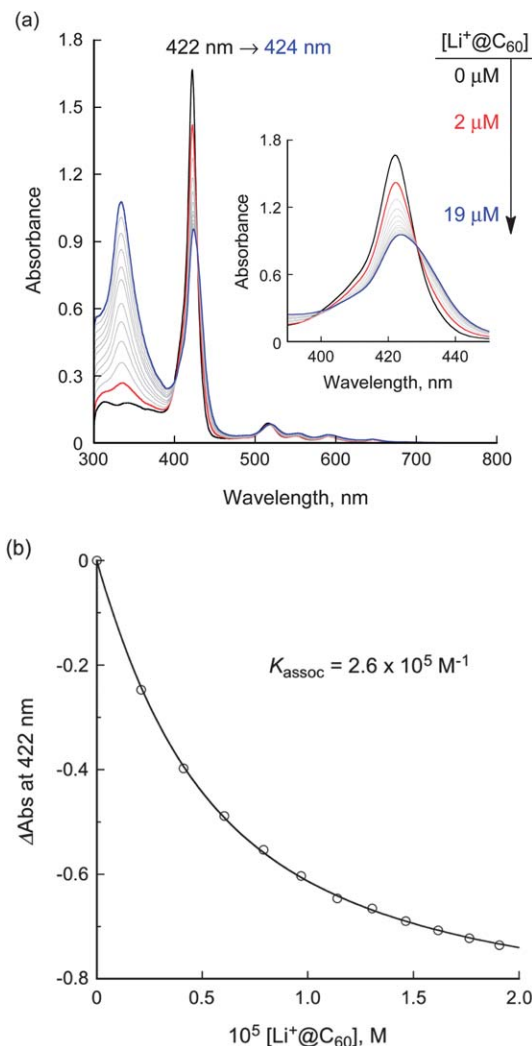 (a)
422 nm → 424 nm
[Li⁺@C₆₀]
0 μM
2 μM
19 μM
1.8
1.5
1.2
0.9
0.6
0.3
0
Absorbance
300
400
500
600
700
800
Wavelength, nm
1.8
1.2
0.6
0
Absorbance
400
420
440
Wavelength, nm
(b)
0
-0.2
-0.4
-0.6
-0.8
ΔAbs at 422 nm
K assoc = 2.6 x 10⁵ M⁻¹
0
0.5
1.0
1.5
2.0
10⁵ [Li⁺@C₆₀], M